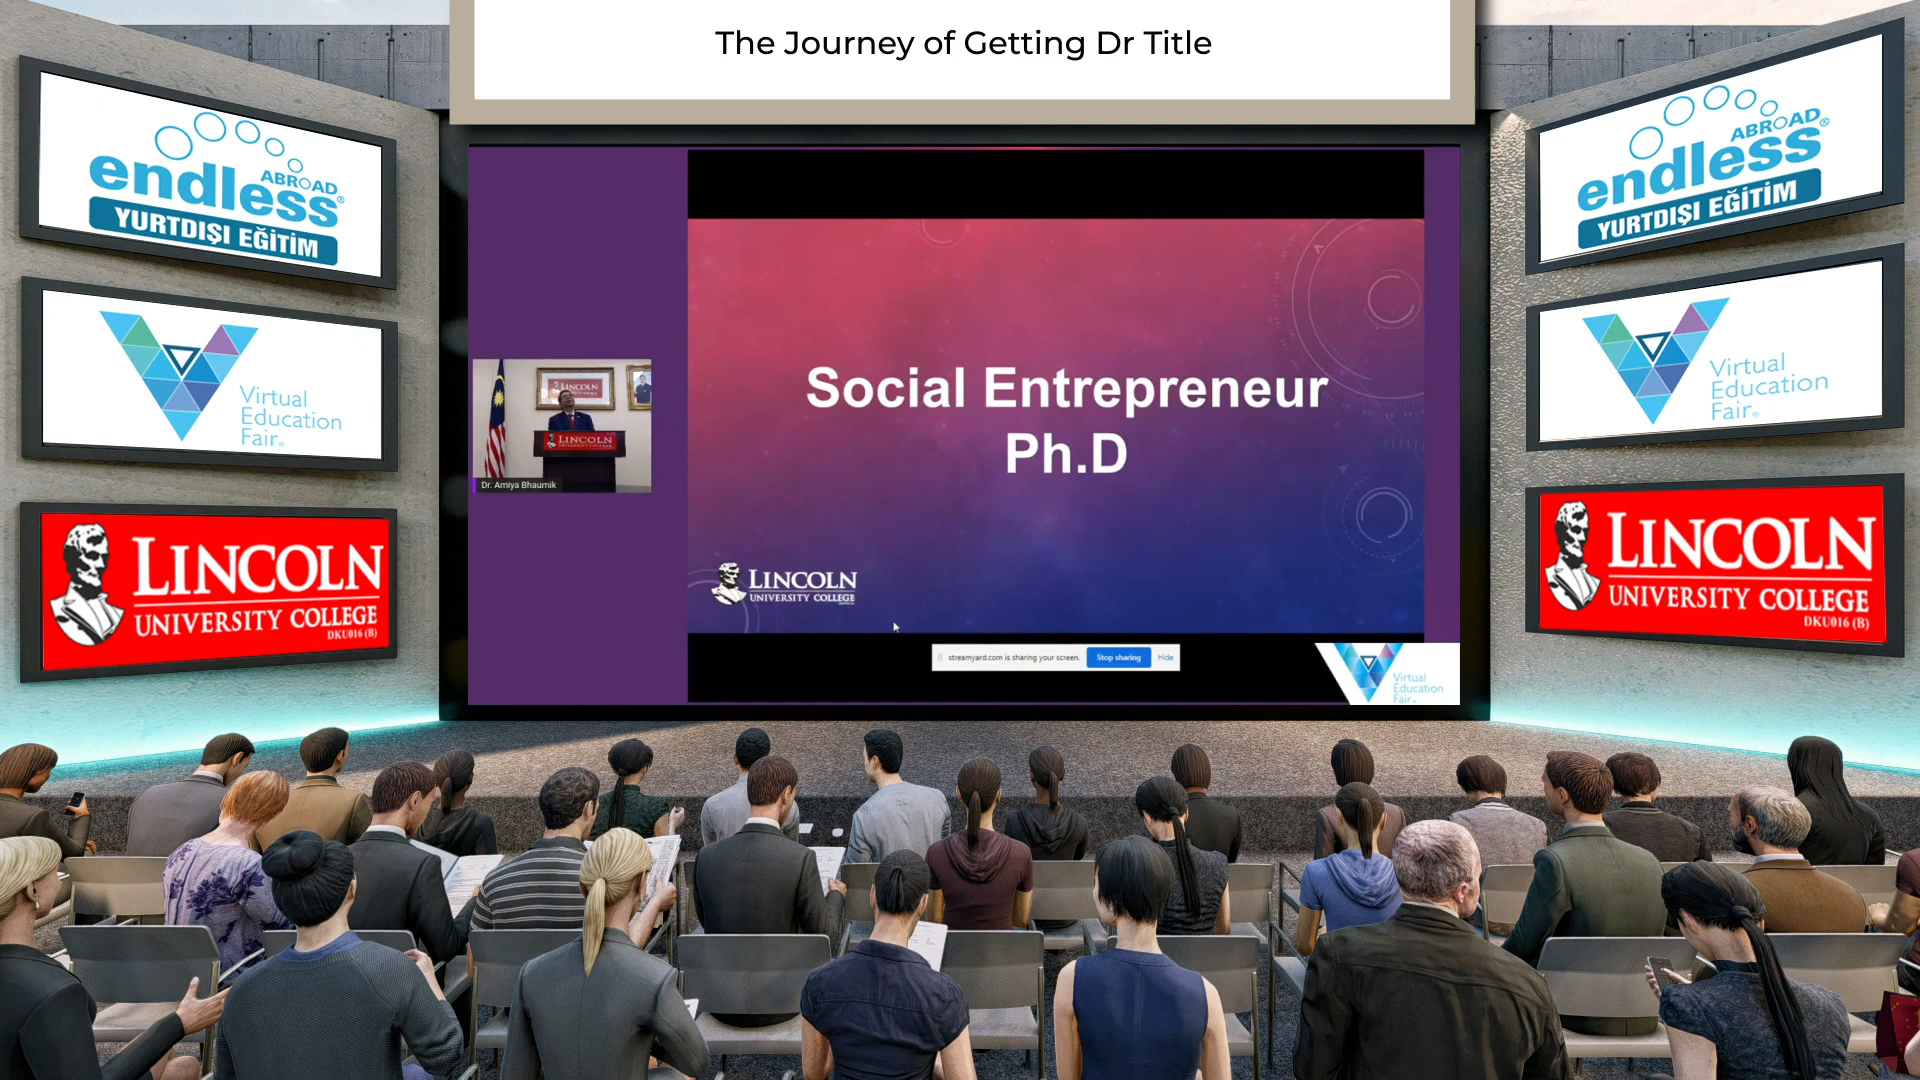 The Journey of Getting Dr Title
ABROAD
endless®
YURTDIŞI EĞİTİM
Virtual
Education
Fair®
LINCOLN
UNIVERSITY COLLEGE
DKU016 (B)
LINCOLN
LINCOLN
Dr. Amiya Bhaumik
Social Entrepreneur
Ph.D
LINCOLN
UNIVERSITY COLLEGE
streamyard.com is sharing your screen.
Stop sharing
Hide
Virtual
Education
Fair®
ABROAD®
endless
YURTDIŞI EĞİTİM
Virtual
Education
Fair®
LINCOLN
UNIVERSITY COLLEGE
DKU016 (B)